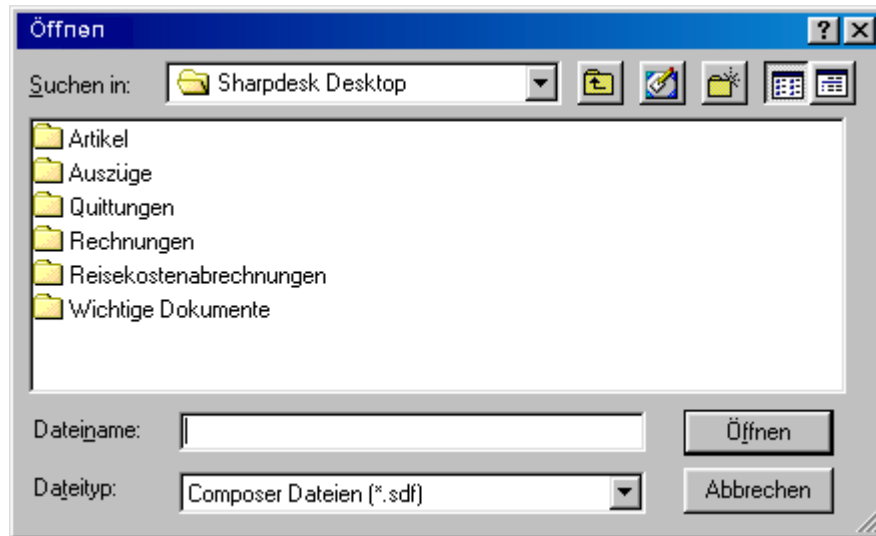 Öffnen
Suchen in: Sharpdesk Desktop
Artikel
Auszüge
Quittungen
Rechnungen
Reisekostenabrechnungen
Wichtige Dokumente
Dateiname: Öffnen
Dateityp: Composer Dateien (*.sdf) Abbrechen